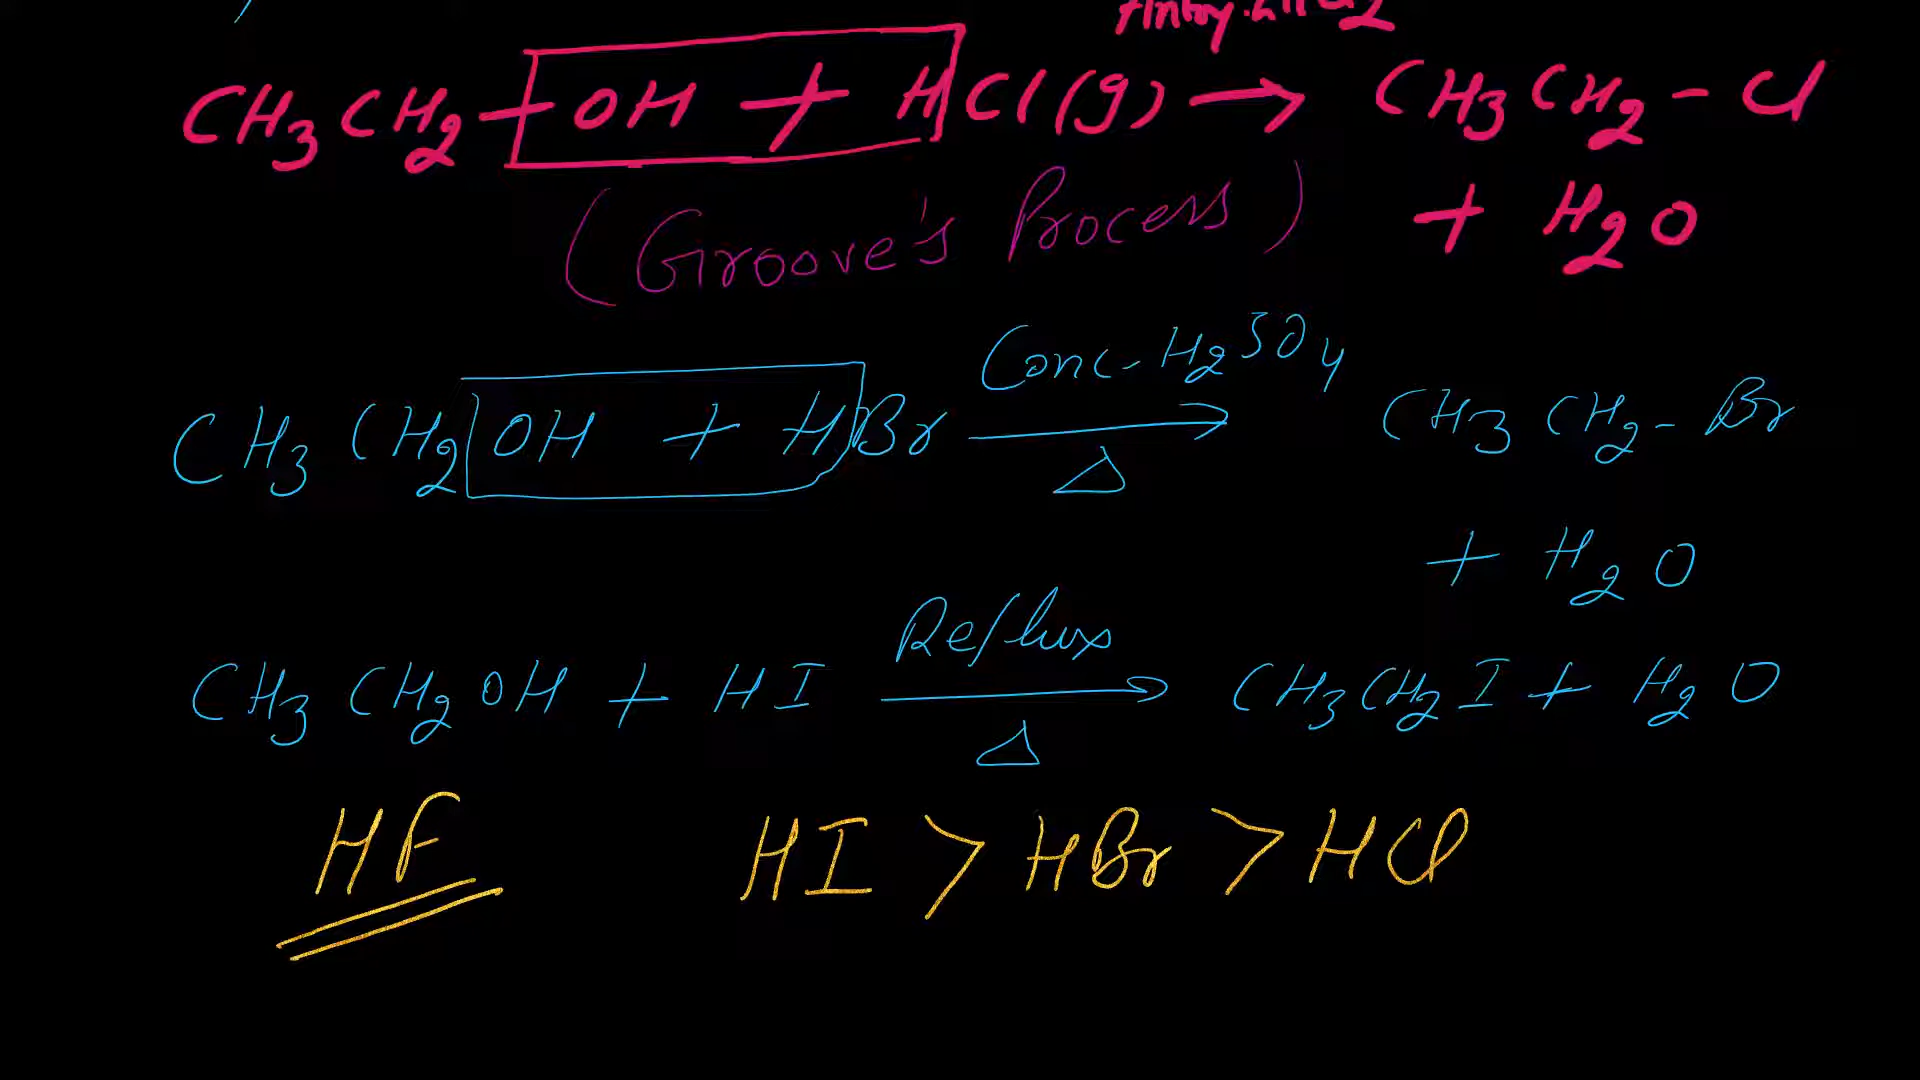 CH3CH2-OH + HCl(g) → CH3CH2-Cl
+ H2O
(Groove's Process)
Conc-H2SO4
CH3CH2OH + HBr → CH3CH2-Br
Δ
+ H2O
Reflux
CH3CH2OH + HI → CH3CH2I + H2O
Δ
HF HI > HBr > HCl